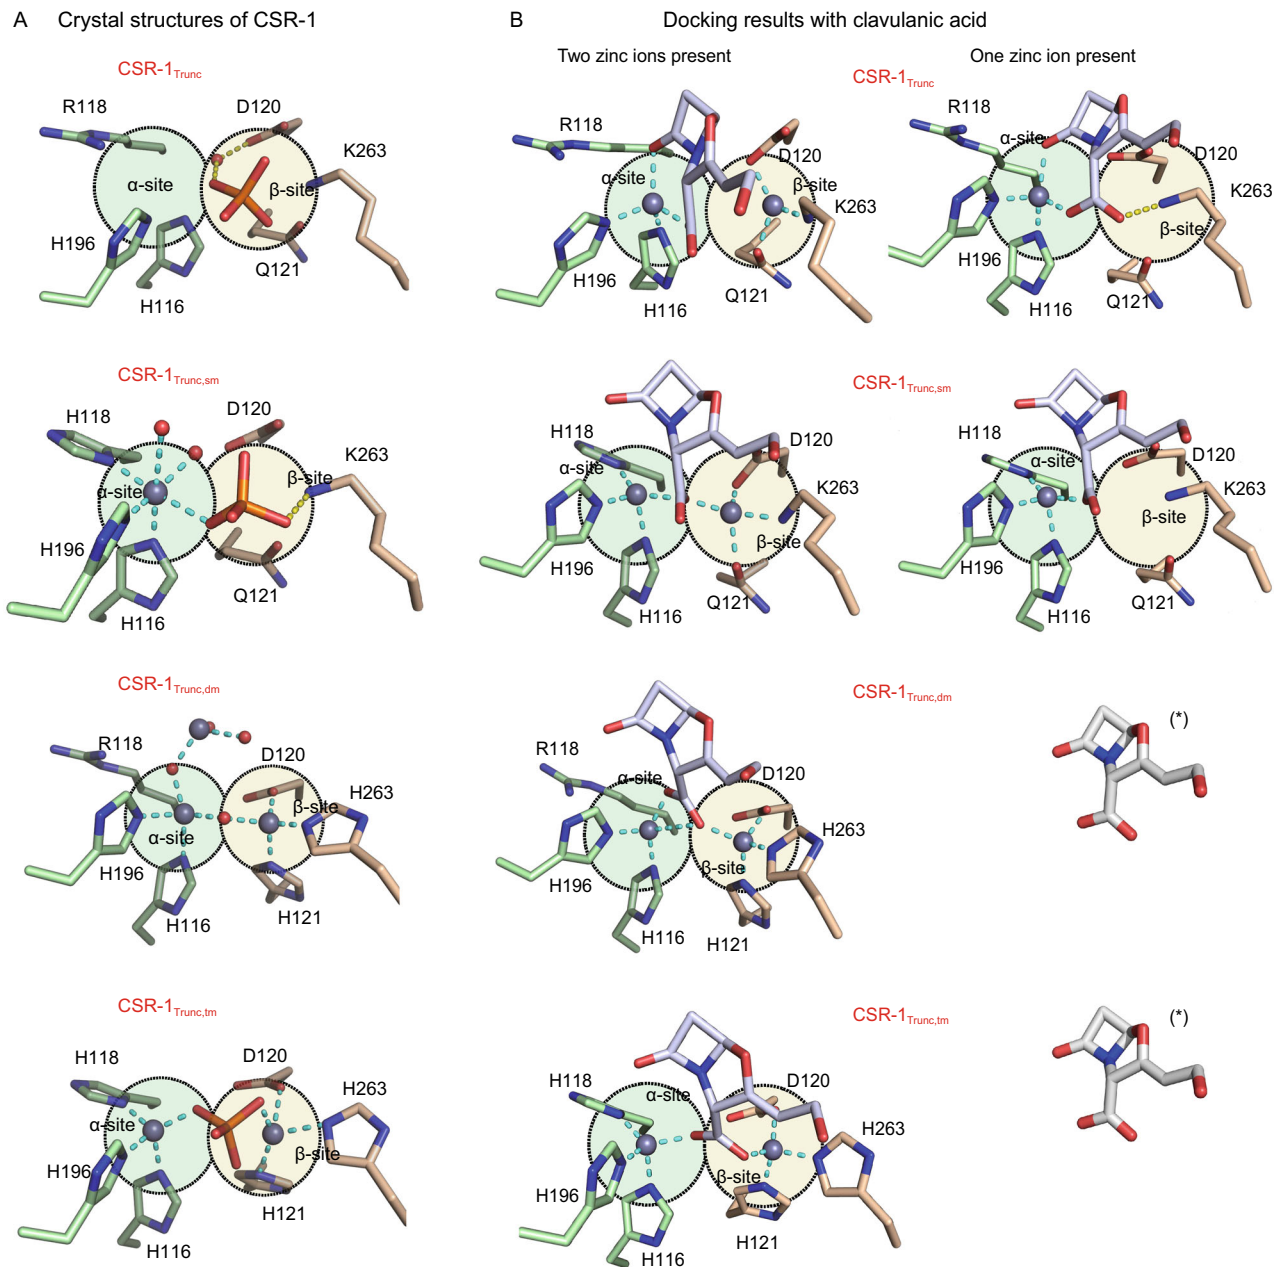 A Crystal structures of CSR-1
B Docking results with clavulanic acid
Two zinc ions present
One zinc ion present
CSR-1Trunc
R118
D120
K263
α-site
β-site
H196
Q121
H116
R118
D120
α-site
β-site
K263
H196
Q121
H116
CSR-1Trunc
R118
α-site
D120
K263
β-site
H196
Q121
H116
CSR-1Trunc,sm
H118
D120
K263
β-site
α-site
H196
Q121
H116
H118
D120
α-site
K263
β-site
H196
Q121
H116
CSR-1Trunc,sm
H118
α-site
D120
K263
β-site
H196
Q121
H116
CSR-1Trunc,dm
R118
D120
H263
β-site
α-site
H196
H121
H116
R118
α-site
D120
H263
β-site
H196
H116
H121
CSR-1Trunc,dm
(*)
CSR-1Trunc,tm
H118
D120
H263
α-site
β-site
H196
H121
H116
H118
α-site
D120
H263
β-site
H196
H116
H121
CSR-1Trunc,tm
(*)